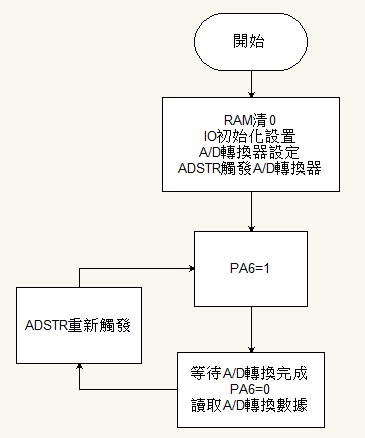 開始
RAM清0
IO初始化設置
A/D轉換器設定
ADSTR觸發A/D轉換器
PA6=1
ADSTR重新觸發
等待A/D轉換完成
PA6=0
讀取A/D轉換數據